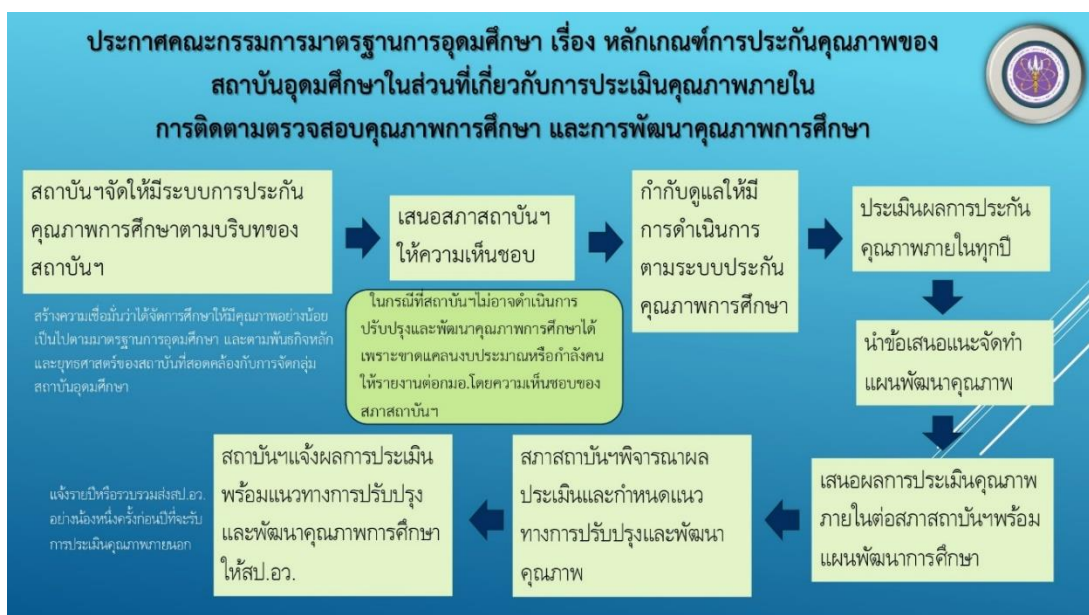 ประกาศคณะกรรมการมาตรฐานการอุดมศึกษา เรื่อง หลักเกณฑ์การประกันคุณภาพของ
สถาบันอุดมศึกษาในส่วนที่เกี่ยวกับการประเมินคุณภาพภายใน
การติดตามตรวจสอบคุณภาพการศึกษา และการพัฒนาคุณภาพการศึกษา
สถาบันฯจัดให้มีระบบการประกัน
คุณภาพการศึกษาตามบริบทของ
สถาบันฯ
สร้างความเชื่อมั่นว่าได้จัดการศึกษาให้มีคุณภาพอย่างน้อย
เป็นไปตามมาตรฐานการอุดมศึกษา และตามพันธกิจหลัก
และยุทธศาสตร์ของสถาบันที่สอดคล้องกับการจัดกลุ่ม
สถาบันอุดมศึกษา
เสนอสภาสถาบันฯ
ให้ความเห็นชอบ
ในกรณีที่สถาบันฯไม่อาจดำเนินการ
ปรับปรุงและพัฒนาคุณภาพการศึกษาได้
เพราะขาดแคลนงบประมาณหรือกำลังคน
ให้รายงานต่อกมอ.โดยความเห็นชอบของ
สภาสถาบันฯ
กำกับดูแลให้มี
การดำเนินการ
ตามระบบประกัน
คุณภาพการศึกษา
ประเมินผลการประกัน
คุณภาพภายในทุกปี
นำข้อเสนอแนะจัดทำ
แผนพัฒนาคุณภาพ
เสนอผลการประเมินคุณภาพ
ภายในต่อสภาสถาบันฯพร้อม
แผนพัฒนาการศึกษา
สภาสถาบันฯพิจารณาผล
ประเมินและกำหนดแนว
ทางการปรับปรุงและพัฒนา
คุณภาพ
สถาบันฯแจ้งผลการประเมิน
พร้อมแนวทางการปรับปรุง
และพัฒนาคุณภาพการศึกษา
ให้สป.อว.
แจ้งรายปีหรือรวบรวมส่งสป.อว.
อย่างน้องหนึ่งครั้งก่อนปีที่จะรับ
การประเมินคุณภาพภายนอก